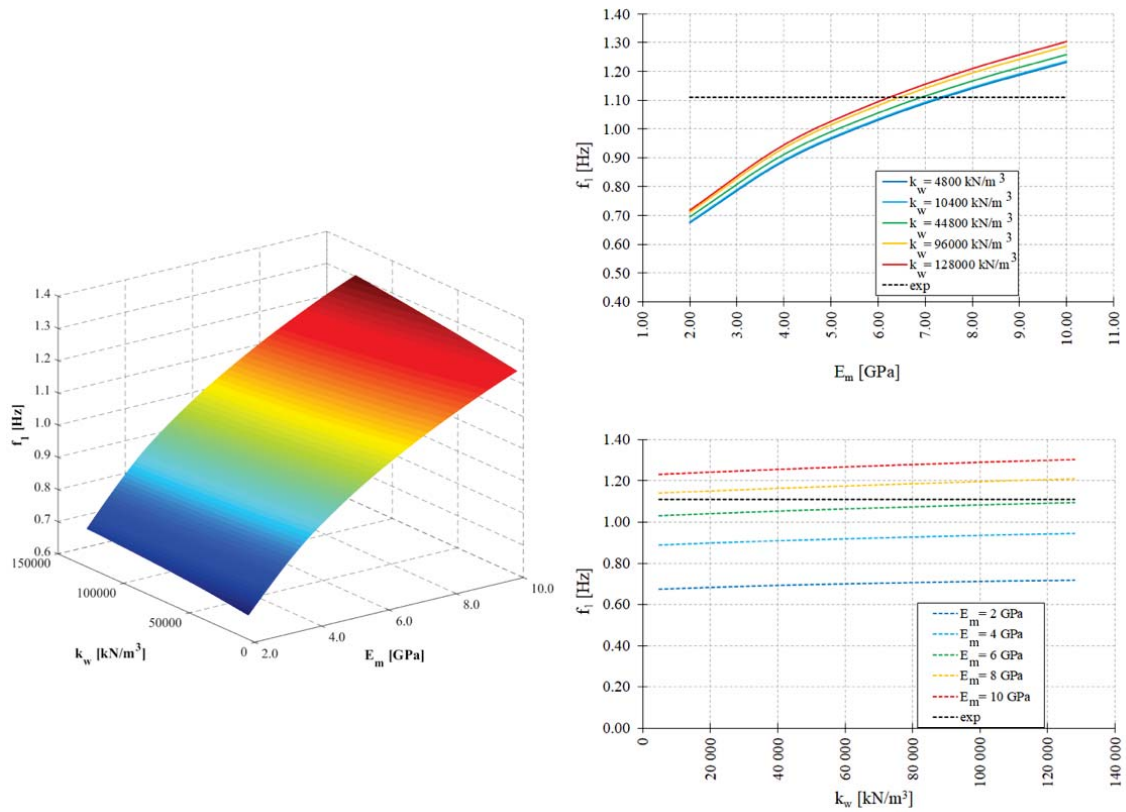 1.4
1.3
1.2
1.1
1.0
0.9
0.8
0.7
0.6
f1 [Hz]
150000
100000
50000
0
kw [kN/m³]
2.0
4.0
6.0
8.0
10.0
Em [GPa]
1.40
1.30
1.20
1.10
1.00
0.90
0.80
0.70
0.60
0.50
0.40
f1 [Hz]
kw= 4800 kN/m³
kw= 10400 kN/m³
kw= 44800 kN/m³
kw= 96000 kN/m³
kw= 128000 kN/m³
exp
1.00
2.00
3.00
4.00
5.00
6.00
7.00
8.00
9.00
10.00
11.00
Em [GPa]
1.40
1.20
1.00
0.80
0.60
0.40
0.20
0.00
f1 [Hz]
Em= 2 GPa
Em= 4 GPa
Em= 6 GPa
Em= 8 GPa
Em= 10 GPa
exp
0
20 000
40 000
60 000
80 000
100 000
120 000
140 000
kw [kN/m³]